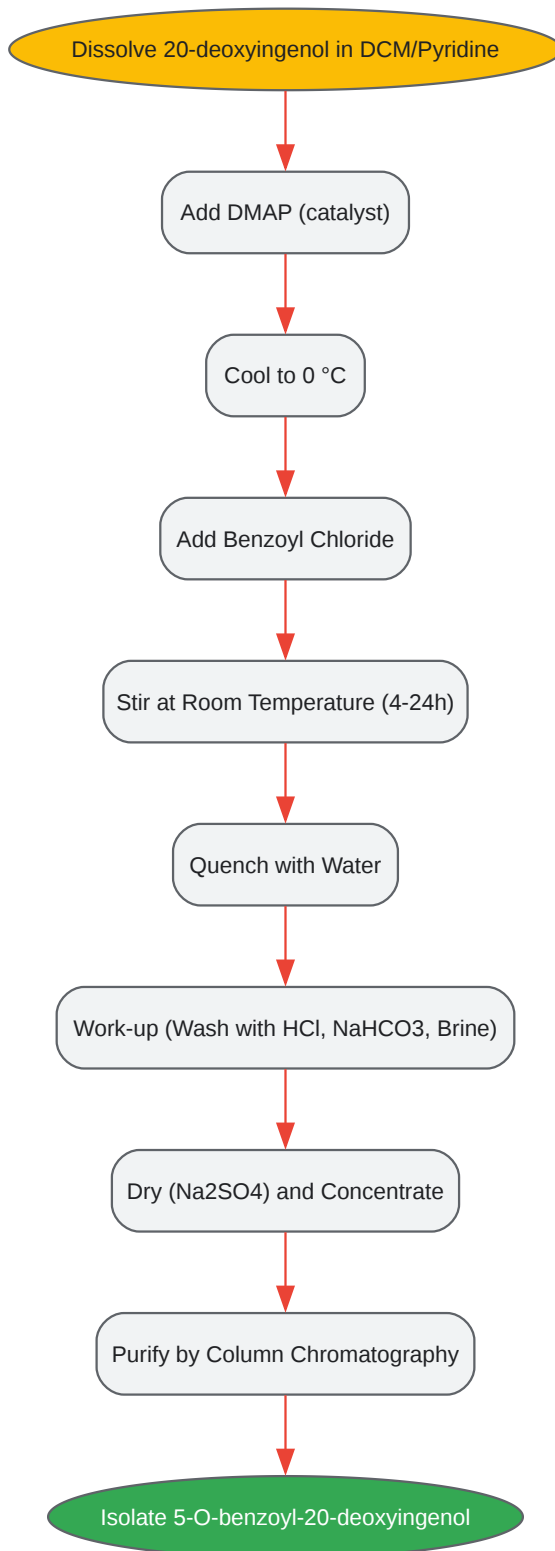 Dissolve 20-deoxyingenol in DCM/Pyridine
Add DMAP (catalyst)
Cool to 0 °C
Add Benzoyl Chloride
Stir at Room Temperature (4-24h)
Quench with Water
Work-up (Wash with HCl, NaHCO3, Brine)
Dry (Na2SO4) and Concentrate
Purify by Column Chromatography
Isolate 5-O-benzoyl-20-deoxyingenol